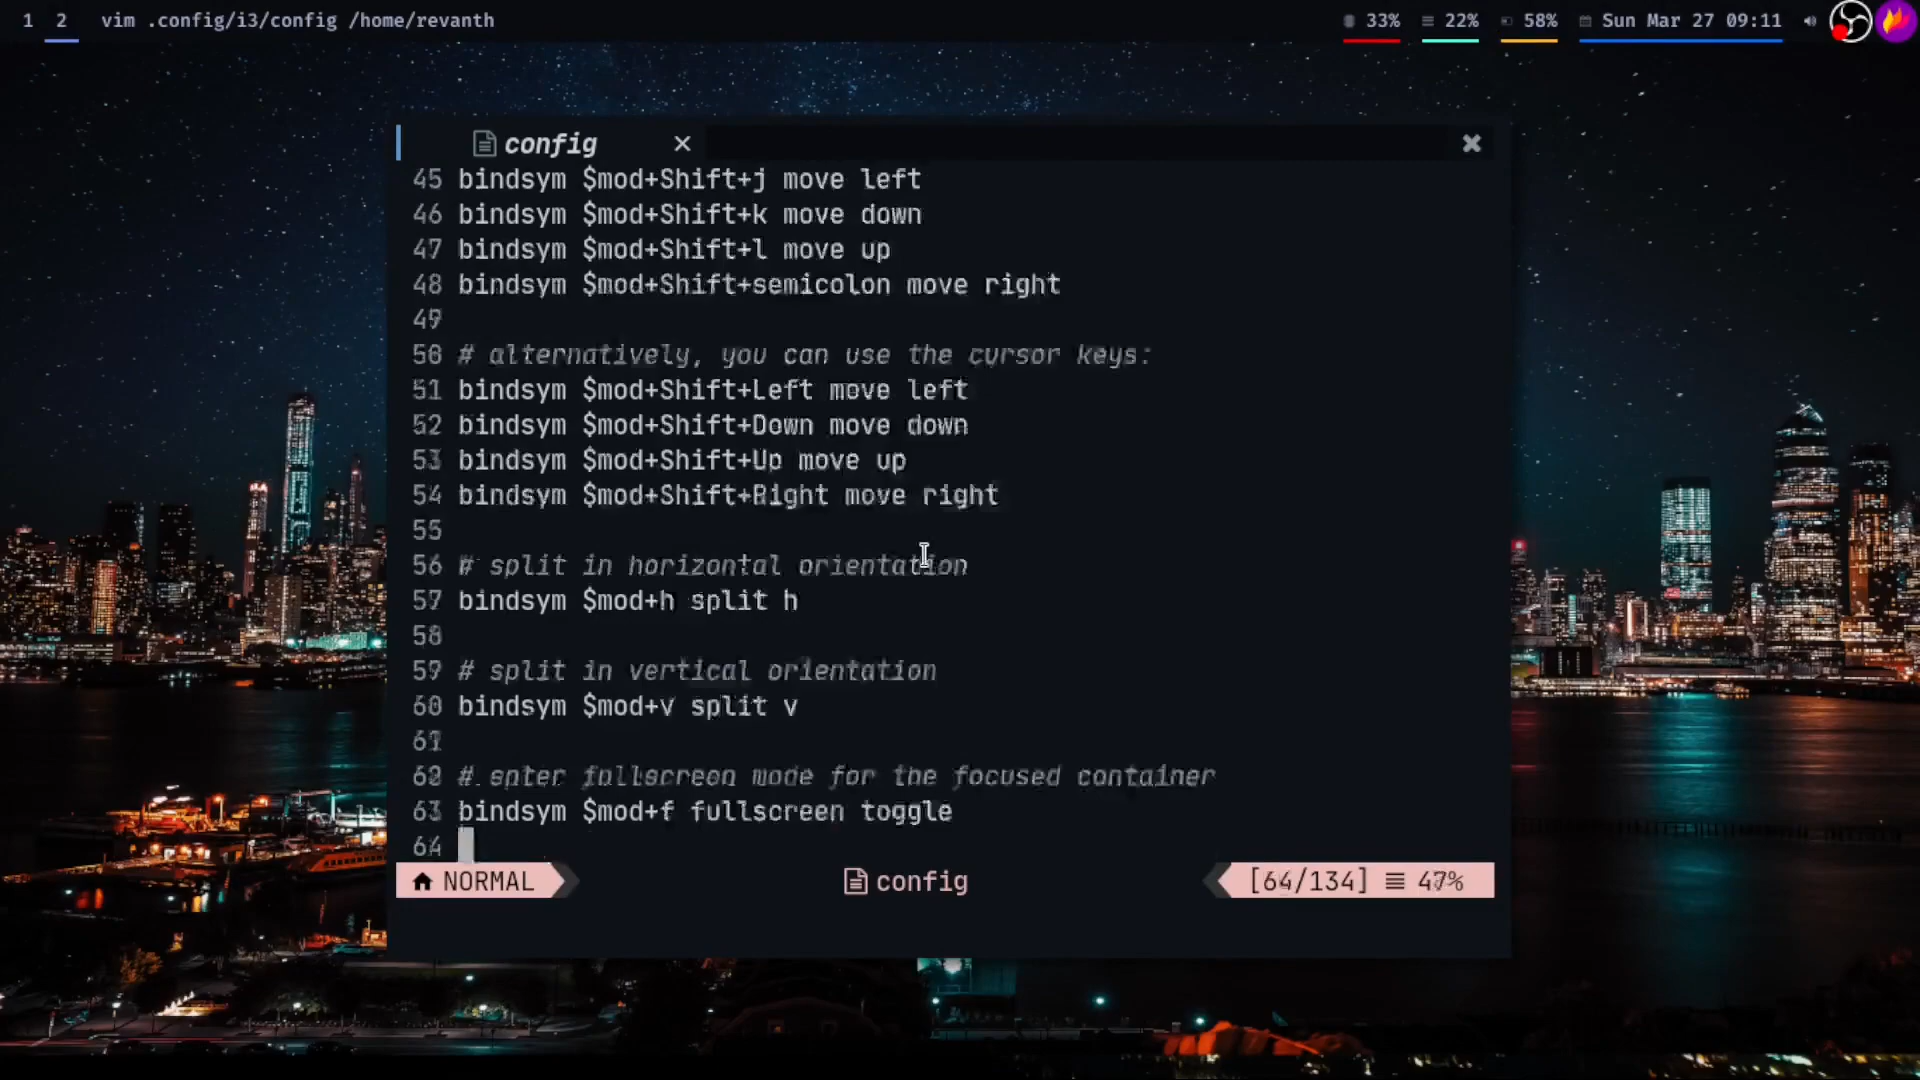 1 2 vim .config/i3/config /home/revanth 33% 22% 58% Sun Mar 27 09:11
config
45 bindsym $mod+Shift+j move left
46 bindsym $mod+Shift+k move down
47 bindsym $mod+Shift+l move up
48 bindsym $mod+Shift+semicolon move right
49
50 # alternatively, you can use the cursor keys:
51 bindsym $mod+Shift+Left move left
52 bindsym $mod+Shift+Down move down
53 bindsym $mod+Shift+Up move up
54 bindsym $mod+Shift+Right move right
55
56 # split in horizontal orientation
57 bindsym $mod+h split h
58
59 # split in vertical orientation
60 bindsym $mod+v split v
61
62 # enter fullscreen mode for the focused container
63 bindsym $mod+f fullscreen toggle
64
NORMAL config [64/134] 47%